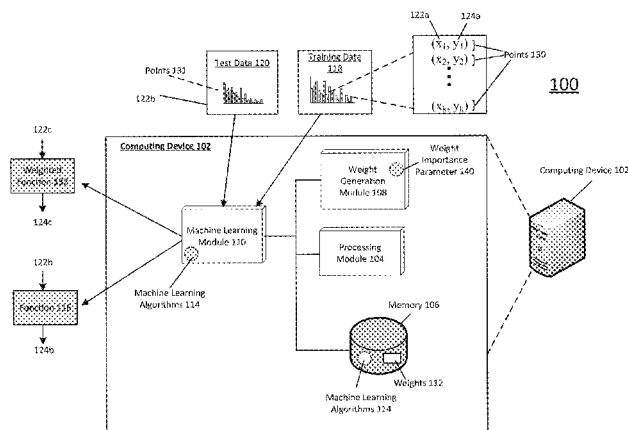 122a
124a
(x₁, y₁)
(x₂, y₂)
(xₖ, yₖ)
Points 130
100
Test Data 120
Points 131
122b
Training Data
118
Computing Device 102
Weight
Generation Module 108
Weight
Importance
Parameter 140
Computing Device 102
122c
Weighted
Function
124c
Machine Learning
Module 110
Machine Learning
Algorithms 114
Processing
Module 104
122b
Function 116
124b
Memory 106
Weights 112
Machine Learning
Algorithms 114